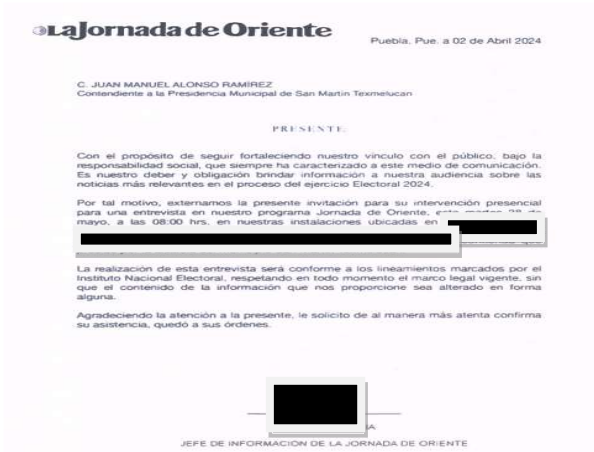 LaJornada de Oriente
Puebla, Pue. a 02 de Abril 2024
C. JUAN MANUEL ALONSO RAMÍREZ
Contendiente a la Presidencia Municipal de San Martin Texmelucan
PRESENTE.
Con el propósito de seguir fortaleciendo nuestro vinculo con el público, bajo la
responsabilidad social, que siempre ha caracterizado a este medio de comunicación.
Es nuestro deber y obligación brindar información a nuestra audiencia sobre las
noticias más relevantes en el proceso del ejercicio Electoral 2024.
Por tal motivo, externamos la presente invitación para su intervención presencial
para una entrevista en nuestro programa Jornada de Oriente, este martes 28 de
mayo, a las 08:00 hrs, en nuestras instalaciones ubicadas en
La realización de esta entrevista será conforme a los lineamientos marcados por el
Instituto Nacional Electoral, respetando en todo momento el marco legal vigente, sin
que el contenido de la información que nos proporcione sea alterado en forma
alguna.
Agradeciendo la atención a la presente, le solicito de al manera más atenta confirma
su asistencia, quedó a sus órdenes.
JEFE DE INFORMACIÓN DE LA JORNADA DE ORIENTE